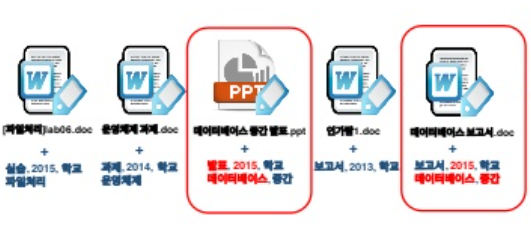 [파일처리]lab06.doc
+
실습, 2015, 학교
파일처리
운영체제 과제.doc
+
과제, 2014, 학교
운영체제
PPT
데이터베이스 중간 발표.ppt
+
발표, 2015, 학교
데이터베이스, 중간
인가발1.doc
+
보고서, 2013, 학교
데이터베이스 보고서.doc
+
보고서, 2015, 학교
데이터베이스, 중간